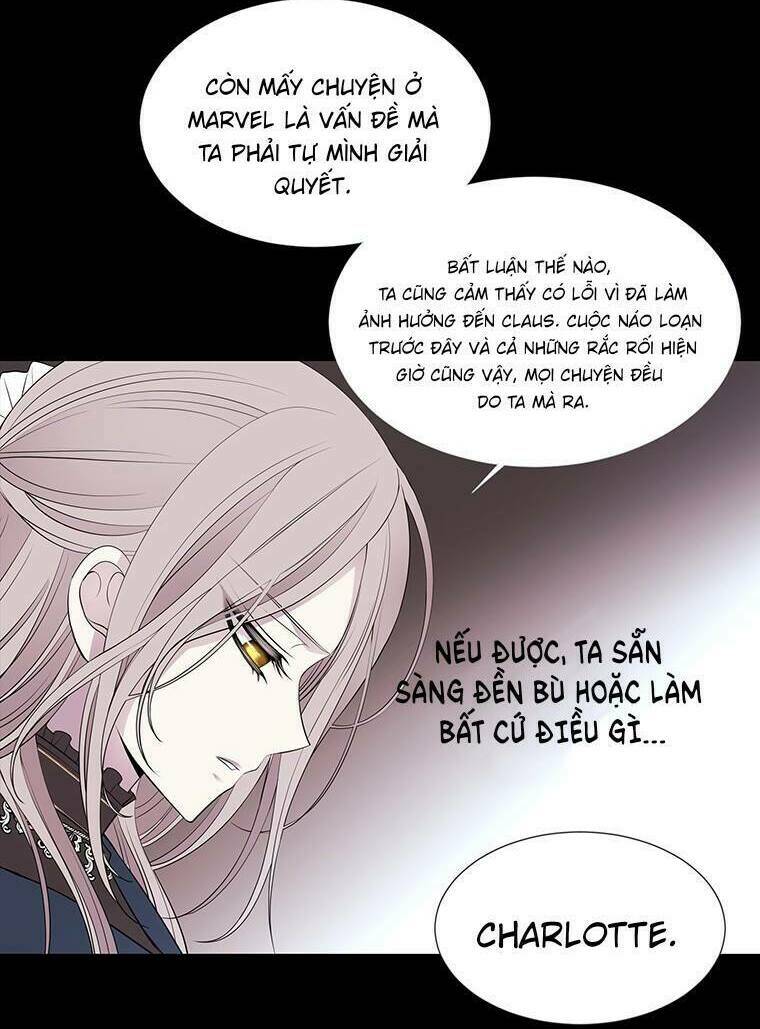 CÒN MẤY CHUYỆN Ở
MARVEL LÀ VẤN ĐỀ MÀ
TA PHẢI TỰ MÌNH GIẢI
QUYẾT.
BẤT LUẬN THẾ NÀO,
TA CŨNG CẢM THẤY CÓ LỖI VÌ ĐÃ LÀM
ẢNH HƯỞNG ĐẾN CLAUS. CUỘC NÁO LOẠN
TRƯỚC ĐÂY VÀ CẢ NHỮNG RẮC RỐI HIỆN
GIỜ CŨNG VẬY, MỌI CHUYỆN ĐỀU
DO TA MÀ RA.
NẾU ĐƯỢC, TA SẴN
SÀNG ĐỀN BÙ HOẶC LÀM
BẤT CỨ ĐIỀU GÌ...
CHARLOTTE.